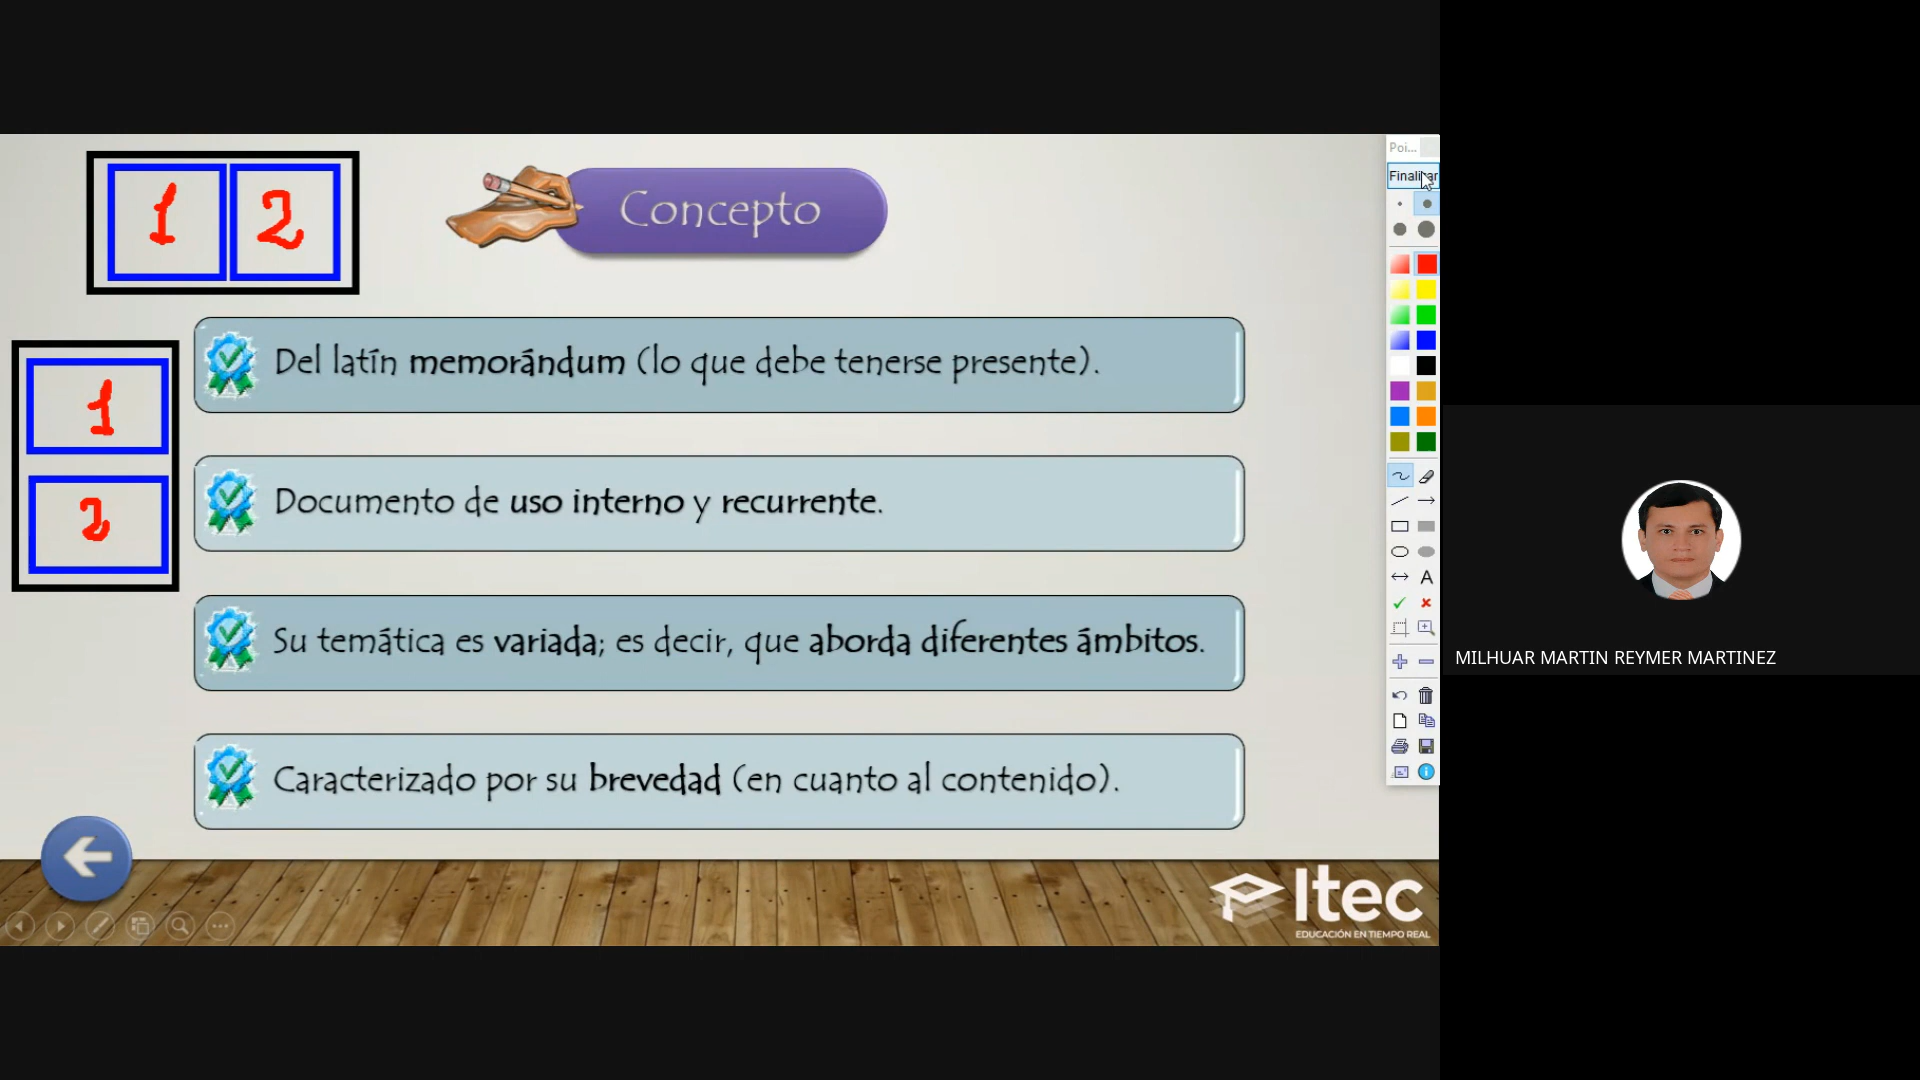 Poi...
Finalizar
1 2
Concepto
Del latín memorándum (lo que debe tenerse presente).
1
2
Documento de uso interno y recurrente.
Su temática es variada; es decir, que aborda diferentes ámbitos.
Caracterizado por su brevedad (en cuanto al contenido).
A
MILHUAR MARTIN REYMER MARTINEZ
Itec
EDUCACIÓN EN TIEMPO REAL